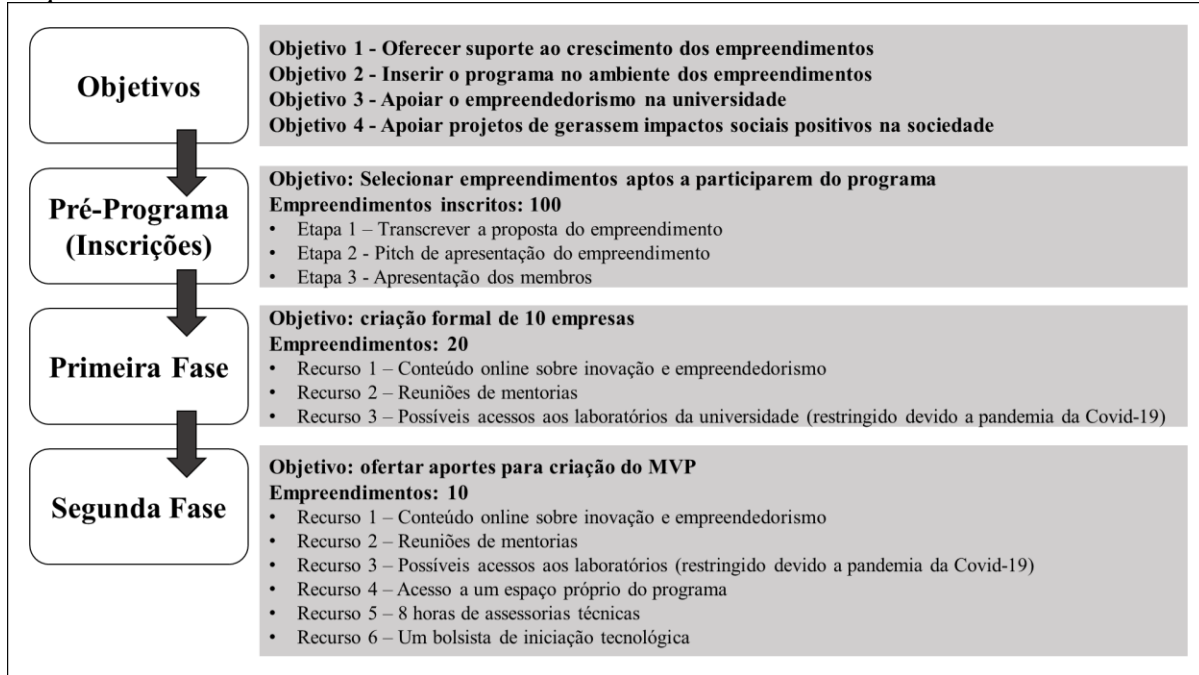 Objetivos
Objetivo 1 - Oferecer suporte ao crescimento dos empreendimentos
Objetivo 2 - Inserir o programa no ambiente dos empreendimentos
Objetivo 3 - Apoiar o empreendedorismo na universidade
Objetivo 4 - Apoiar projetos de gerassem impactos sociais positivos na sociedade
Pré-Programa
(Inscrições)
Objetivo: Selecionar empreendimentos aptos a participarem do programa
Empreendimentos inscritos: 100
• Etapa 1 – Transcrever a proposta do empreendimento
• Etapa 2 - Pitch de apresentação do empreendimento
• Etapa 3 - Apresentação dos membros
Primeira Fase
Objetivo: criação formal de 10 empresas
Empreendimentos: 20
• Recurso 1 – Conteúdo online sobre inovação e empreendedorismo
• Recurso 2 – Reuniões de mentorias
• Recurso 3 – Possíveis acessos aos laboratórios da universidade (restringido devido a pandemia da Covid-19)
Segunda Fase
Objetivo: ofertar aportes para criação do MVP
Empreendimentos: 10
• Recurso 1 – Conteúdo online sobre inovação e empreendedorismo
• Recurso 2 – Reuniões de mentorias
• Recurso 3 – Possíveis acessos aos laboratórios (restringido devido a pandemia da Covid-19)
• Recurso 4 – Acesso a um espaço próprio do programa
• Recurso 5 – 8 horas de assessorias técnicas
• Recurso 6 – Um bolsista de iniciação tecnológica